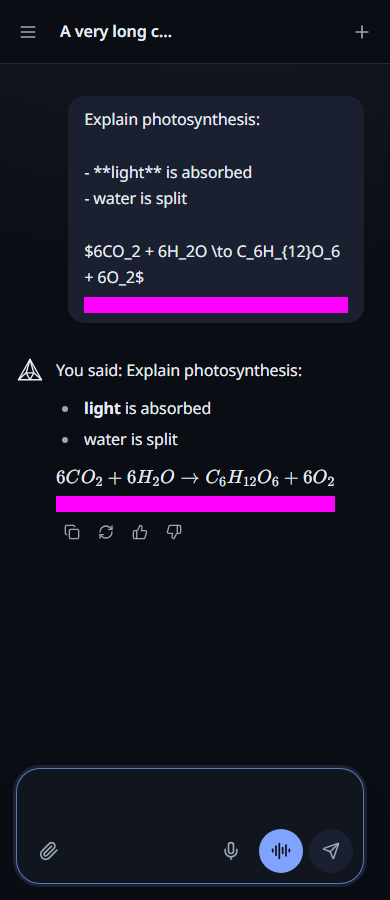 A very long c...
Explain photosynthesis:
- **light** is absorbed
- water is split
$6CO_2 + 6H_2O \to C_6H_{12}O_6
+ 6O_2$
You said: Explain photosynthesis:
• light is absorbed
• water is split
6CO₂ + 6H₂O → C₆H₁₂O₆ + 6O₂